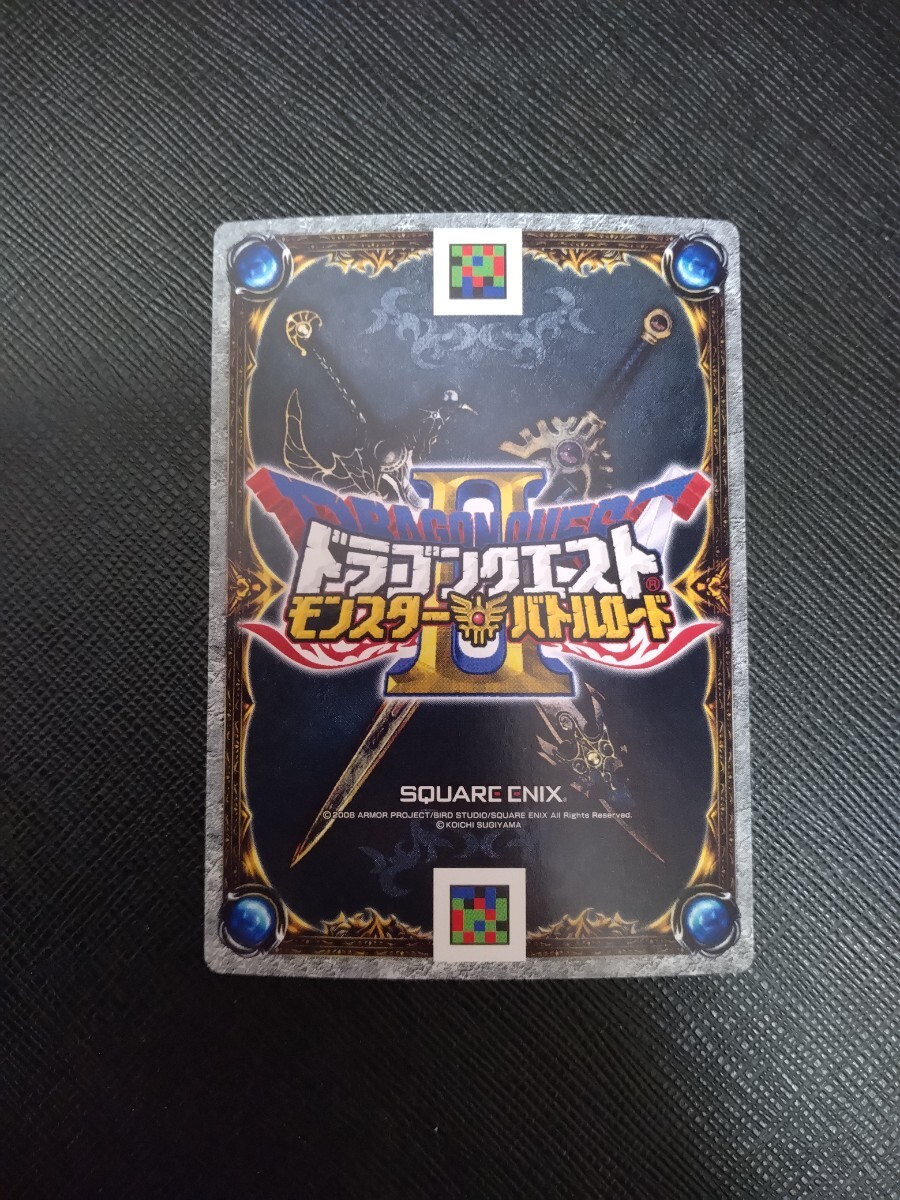 DRAGON QUEST
II
ドラゴンクエスト®
モンスターバトルロード
SQUARE ENIX®
©2008 ARMOR PROJECT/BIRD STUDIO/SQUARE ENIX All Rights Reserved.
©KOICHI SUGIYAMA